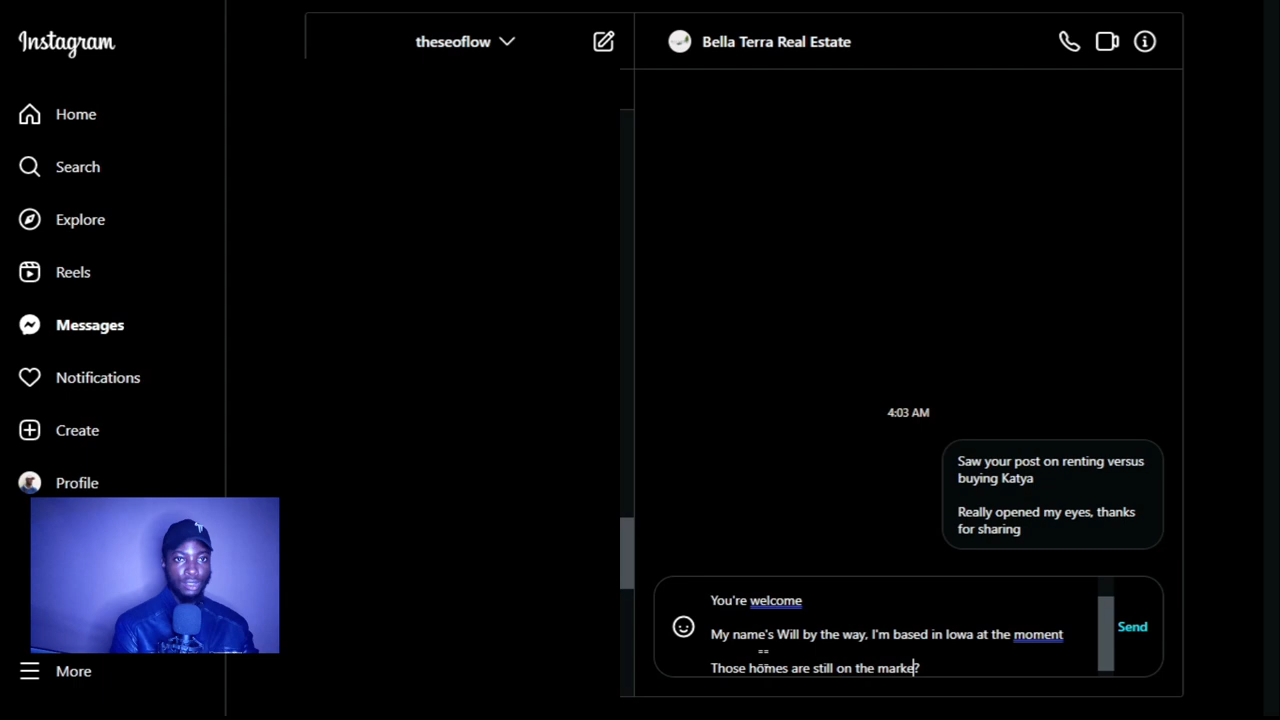 Instagram
theseoflow
Bella Terra Real Estate
Home
Search
Explore
Reels
Messages
Notifications
Create
Profile
More
4:03 AM
Saw your post on renting versus
buying Katya
Really opened my eyes, thanks
for sharing
You're welcome
My name's Will by the way, I'm based in Iowa at the moment
Those homes are still on the marke?
Send